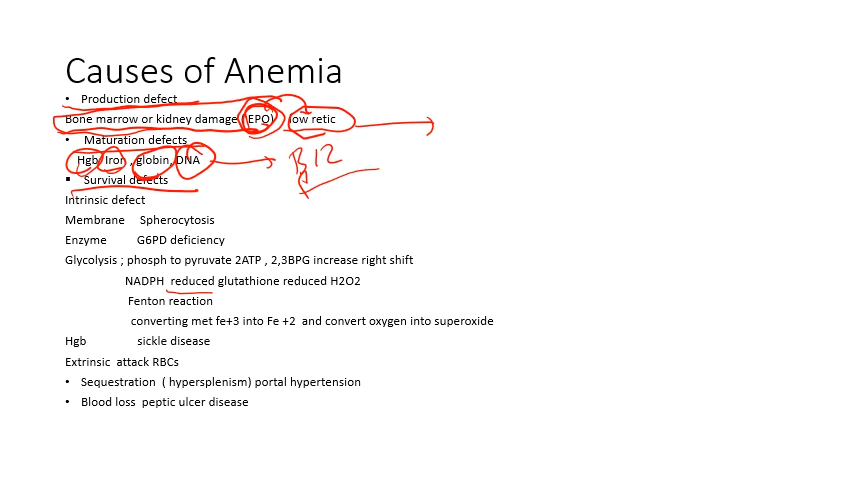 Causes of Anemia
• Production defect
Bone marrow or kidney damage (EPO) low retic
• Maturation defects
Hgb, Iron , globin, DNA B12
▪ Survival defects
Intrinsic defect
Membrane Spherocytosis
Enzyme G6PD deficiency
Glycolysis ; phosph to pyruvate 2ATP , 2,3BPG increase right shift
NADPH reduced glutathione reduced H2O2
Fenton reaction
converting met fe+3 into Fe +2 and convert oxygen into superoxide
Hgb sickle disease
Extrinsic attack RBCs
• Sequestration ( hypersplenism) portal hypertension
• Blood loss peptic ulcer disease